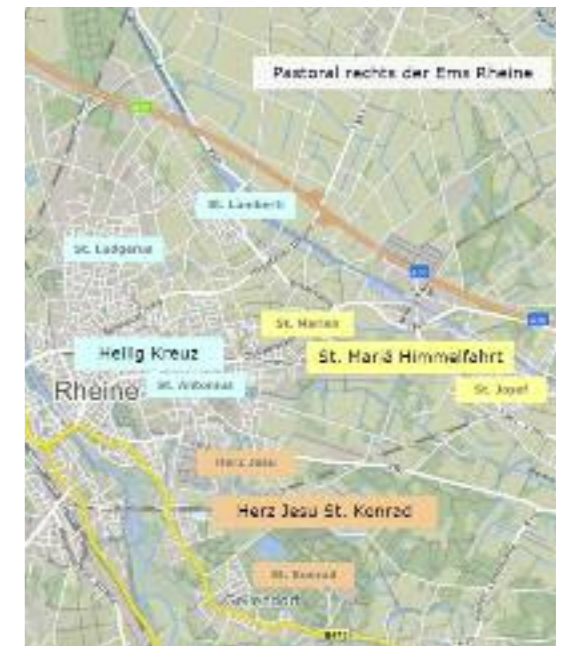 Pastoral rechts der Ems Rheine
St. Lamberti
St. Ludgerus
St. Marien
Heilig Kreuz
St. Mariä Himmelfahrt
Rheine
St. Antonius
St. Josef
Herz Jesu
Herz Jesu St. Konrad
St. Konrad